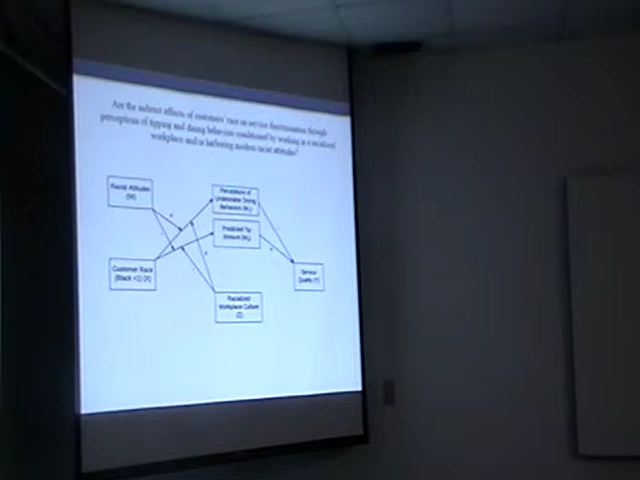 Are the indirect effects of customers' race on service discrimination through
perceptions of tipping and dining behaviors conditioned by working in a racialized
workplace and/or harboring modern racist attitudes?
Racial Attitudes
(W)
Perceptions of
Undesirable Dining
Behaviors (M₁)
Predicted Tip
Amount (M₂)
Customer Race
(Black =1) (X)
Service
Quality (Y)
Racialized
Workplace Culture
(Z)